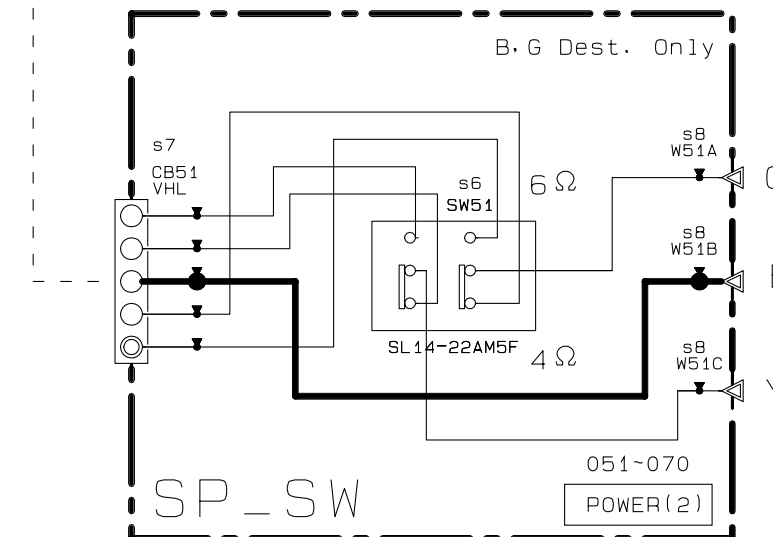 B,G Dest. Only
s7
CB51
VHL
s8
W51A
s6
SW51
6Ω
s8
W51B
SL14-22AM5F
4Ω
s8
W51C
051~070
SP_SW
POWER(2)